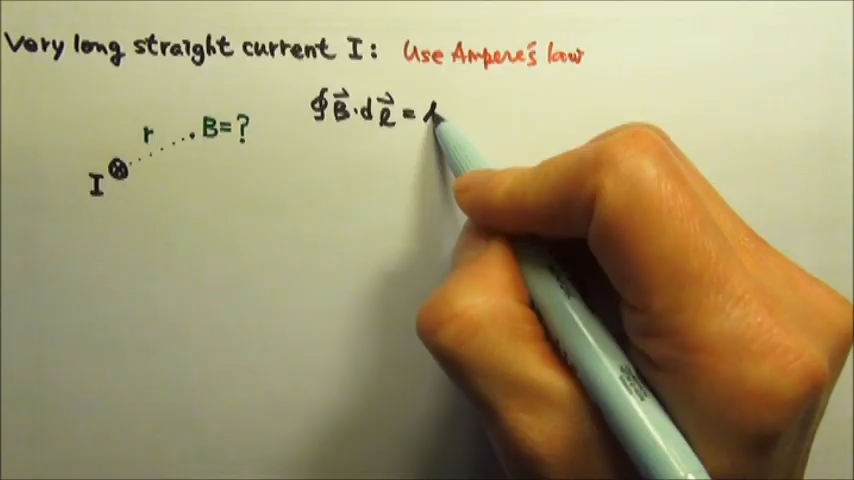 Very long straight current I: Use Ampere's law
∮B⃗·dℓ⃗ =
r B=?
I